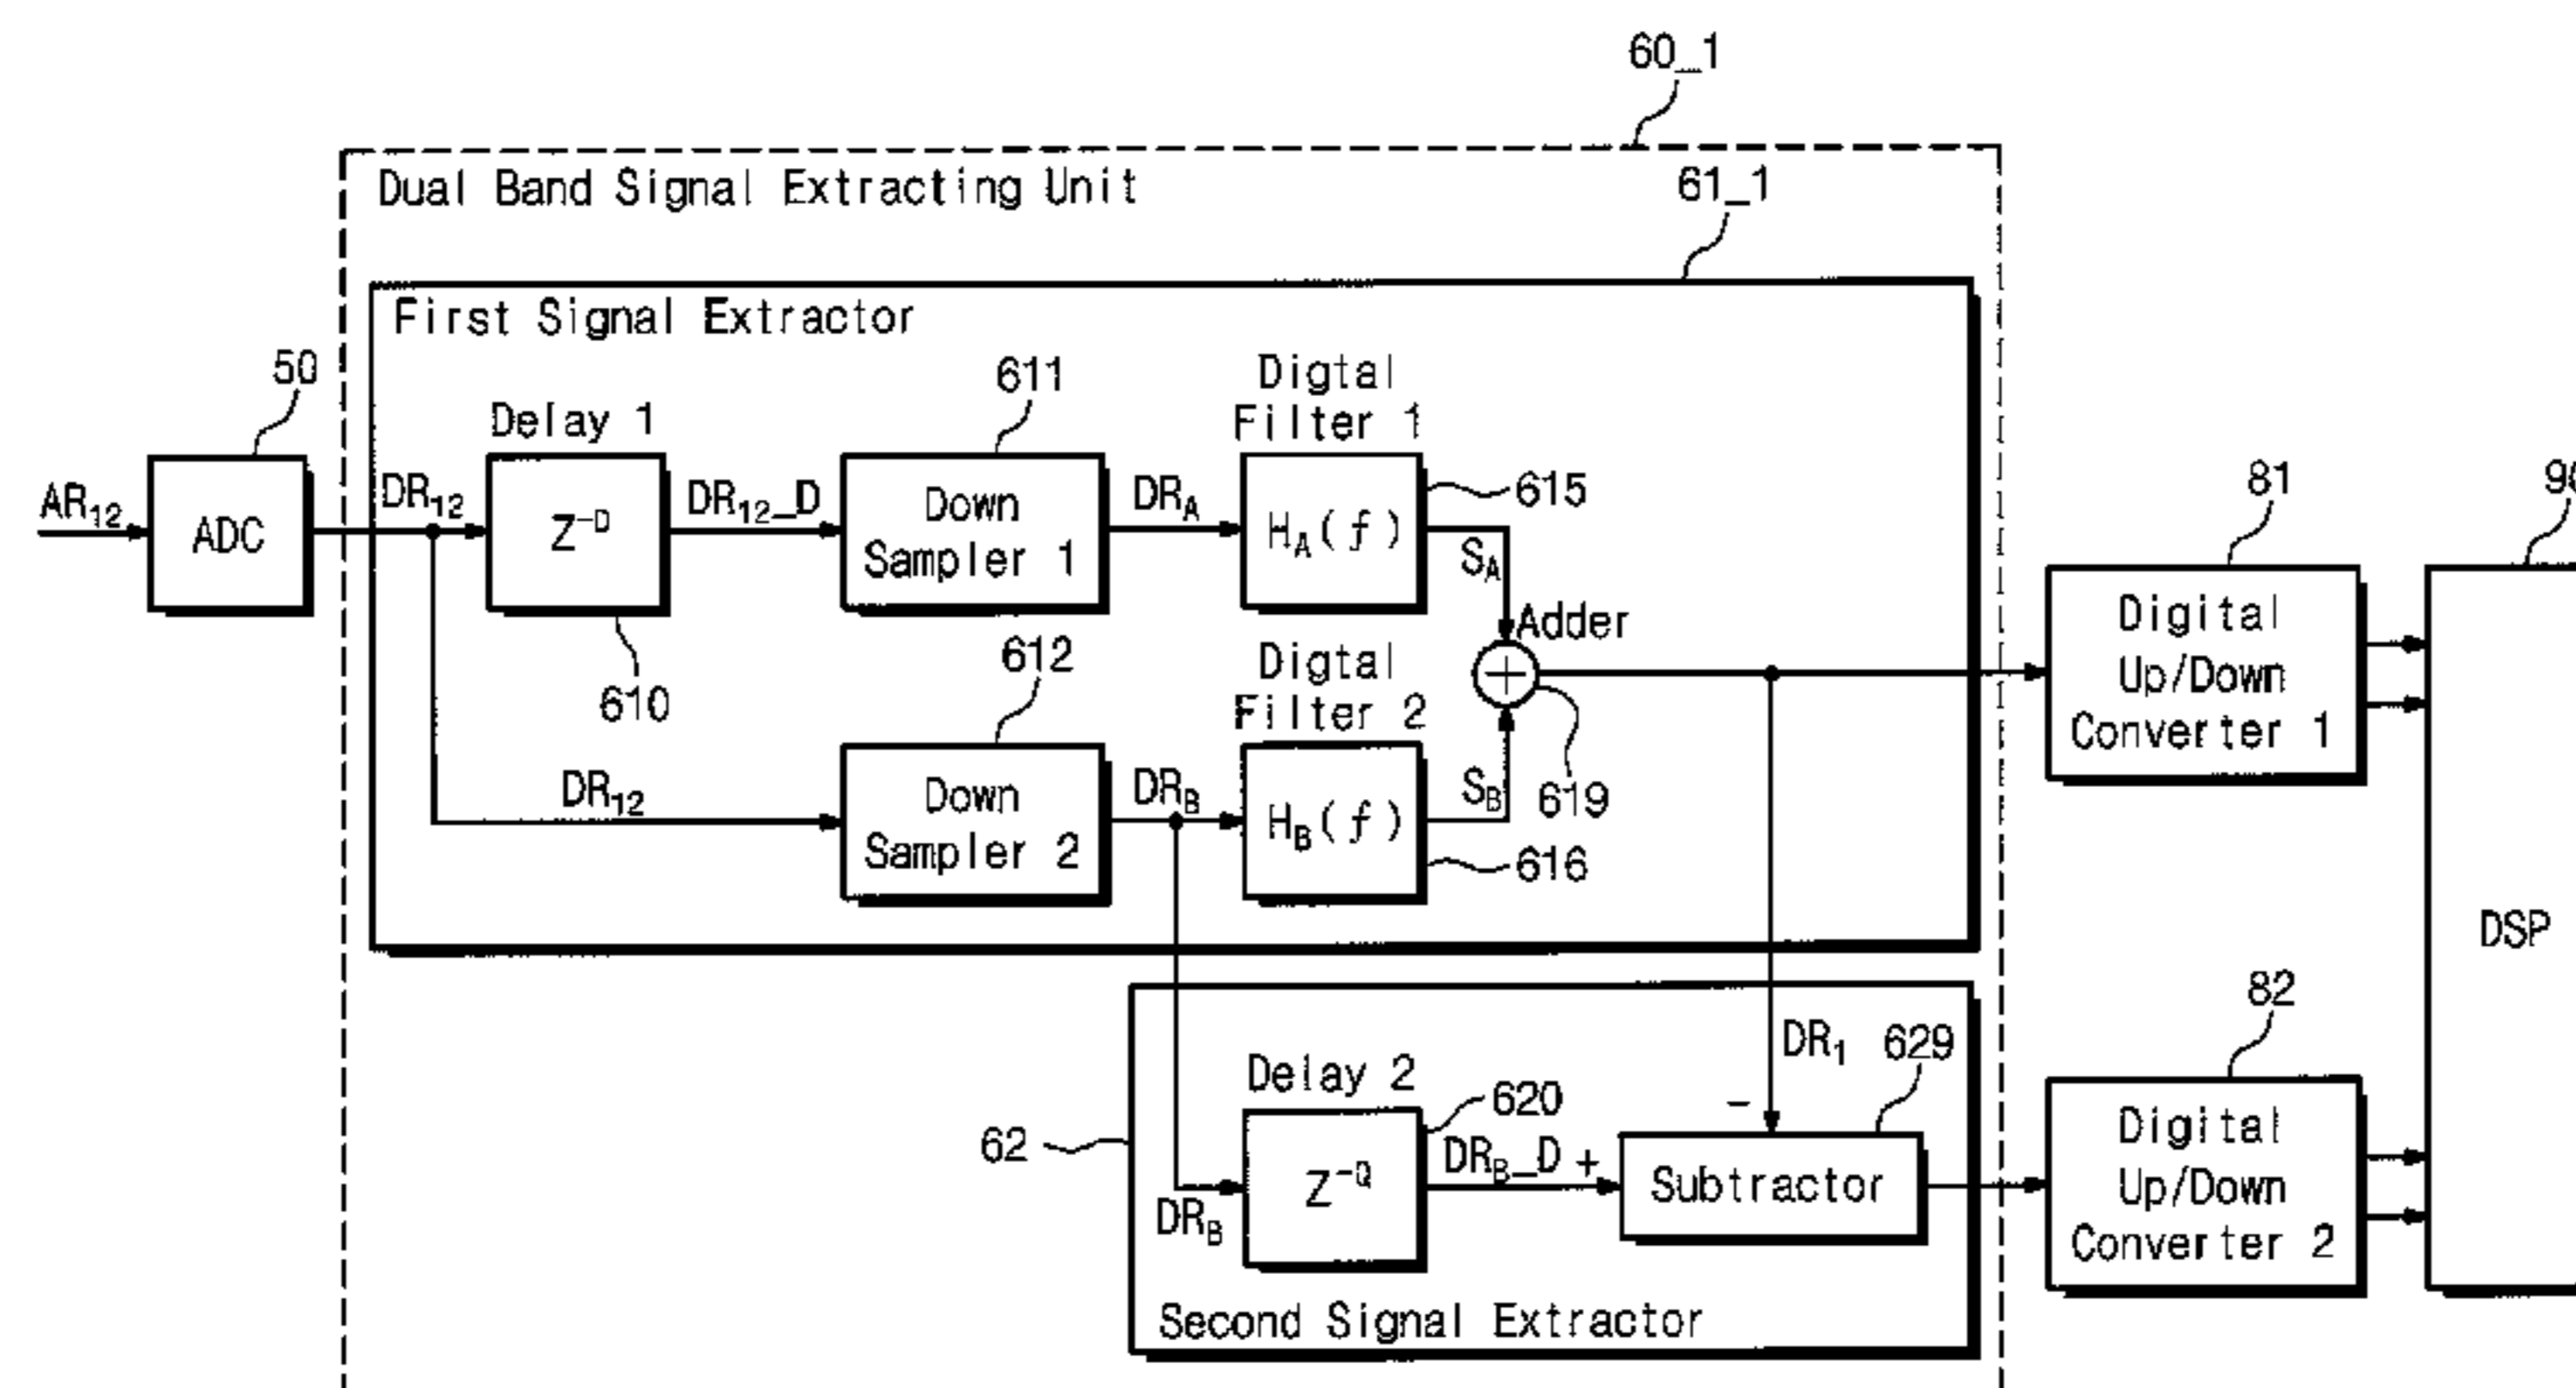 60_1
Dual Band Signal Extracting Unit
61_1
First Signal Extractor
50
Delay 1
611
Digtal
Filter 1
AR12
ADC
DR12
Z^-D
DR12_D
Down
Sampler 1
DRA
HA(f)
615
SA
610
612
Adder
Digtal
Filter 2
DR12
Down
Sampler 2
DRB
HB(f)
SB
619
616
81
Digital
Up/Down
Converter 1
DSP
62
Delay 2
620
DR1
629
DRB
Z^-Q
DRB_D
+
-
Subtractor
Second Signal Extractor
82
Digital
Up/Down
Converter 2